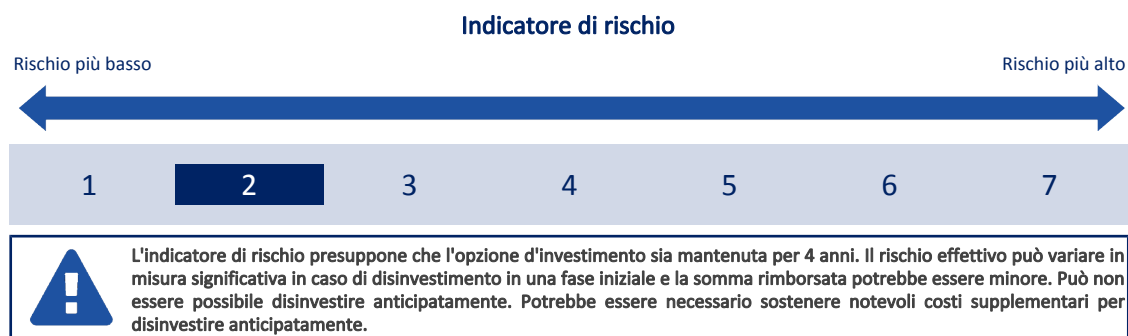 Indicatore di rischio
Rischio più basso
Rischio più alto
1 2 3 4 5 6 7
L'indicatore di rischio presuppone che l'opzione d'investimento sia mantenuta per 4 anni. Il rischio effettivo può variare in
misura significativa in caso di disinvestimento in una fase iniziale e la somma rimborsata potrebbe essere minore. Può non
essere possibile disinvestire anticipatamente. Potrebbe essere necessario sostenere notevoli costi supplementari per
disinvestire anticipatamente.